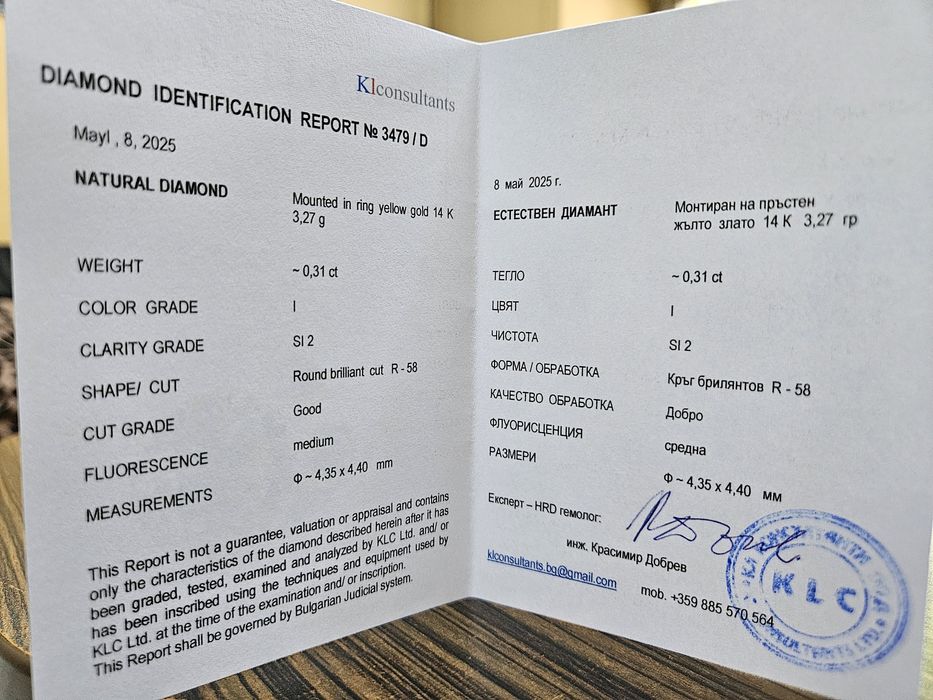 Klconsultants
DIAMOND IDENTIFICATION REPORT № 3479 / D
Mayl , 8, 2025
NATURAL DIAMOND Mounted in ring yellow gold 14 K
3,27 g
WEIGHT ~ 0,31 ct
COLOR GRADE I
CLARITY GRADE SI 2
SHAPE/ CUT Round brilliant cut R - 58
CUT GRADE Good
FLUORESCENCE medium
MEASUREMENTS Φ ~ 4,35 x 4,40 mm
This Report is not a guarantee, valuation or appraisal and contains
only the characteristics of the diamond described herein after it has
been graded, tested, examined and analyzed by KLC Ltd. and/ or
has been inscribed using the techniques and equipment used by
KLC Ltd. at the time of the examination and/ or inscription.
This Report shall be governed by Bulgarian Judicial system.
8 май 2025 г.
ЕСТЕСТВЕН ДИАМАНТ Монтиран на пръстен
жълто злато 14 К 3,27 гр
ТЕГЛО ~ 0,31 ct
ЦВЯТ I
ЧИСТОТА SI 2
ФОРМА / ОБРАБОТКА Кръг брилянтов R - 58
КАЧЕСТВО ОБРАБОТКА Добро
ФЛУОРИСЦЕНЦИЯ средна
РАЗМЕРИ Φ ~ 4,35 x 4,40 мм
Експерт – HRD гемолог:
инж. Красимир Добрев
klconsultants.bg@gmail.com
mob. +359 885 570 564
KLC